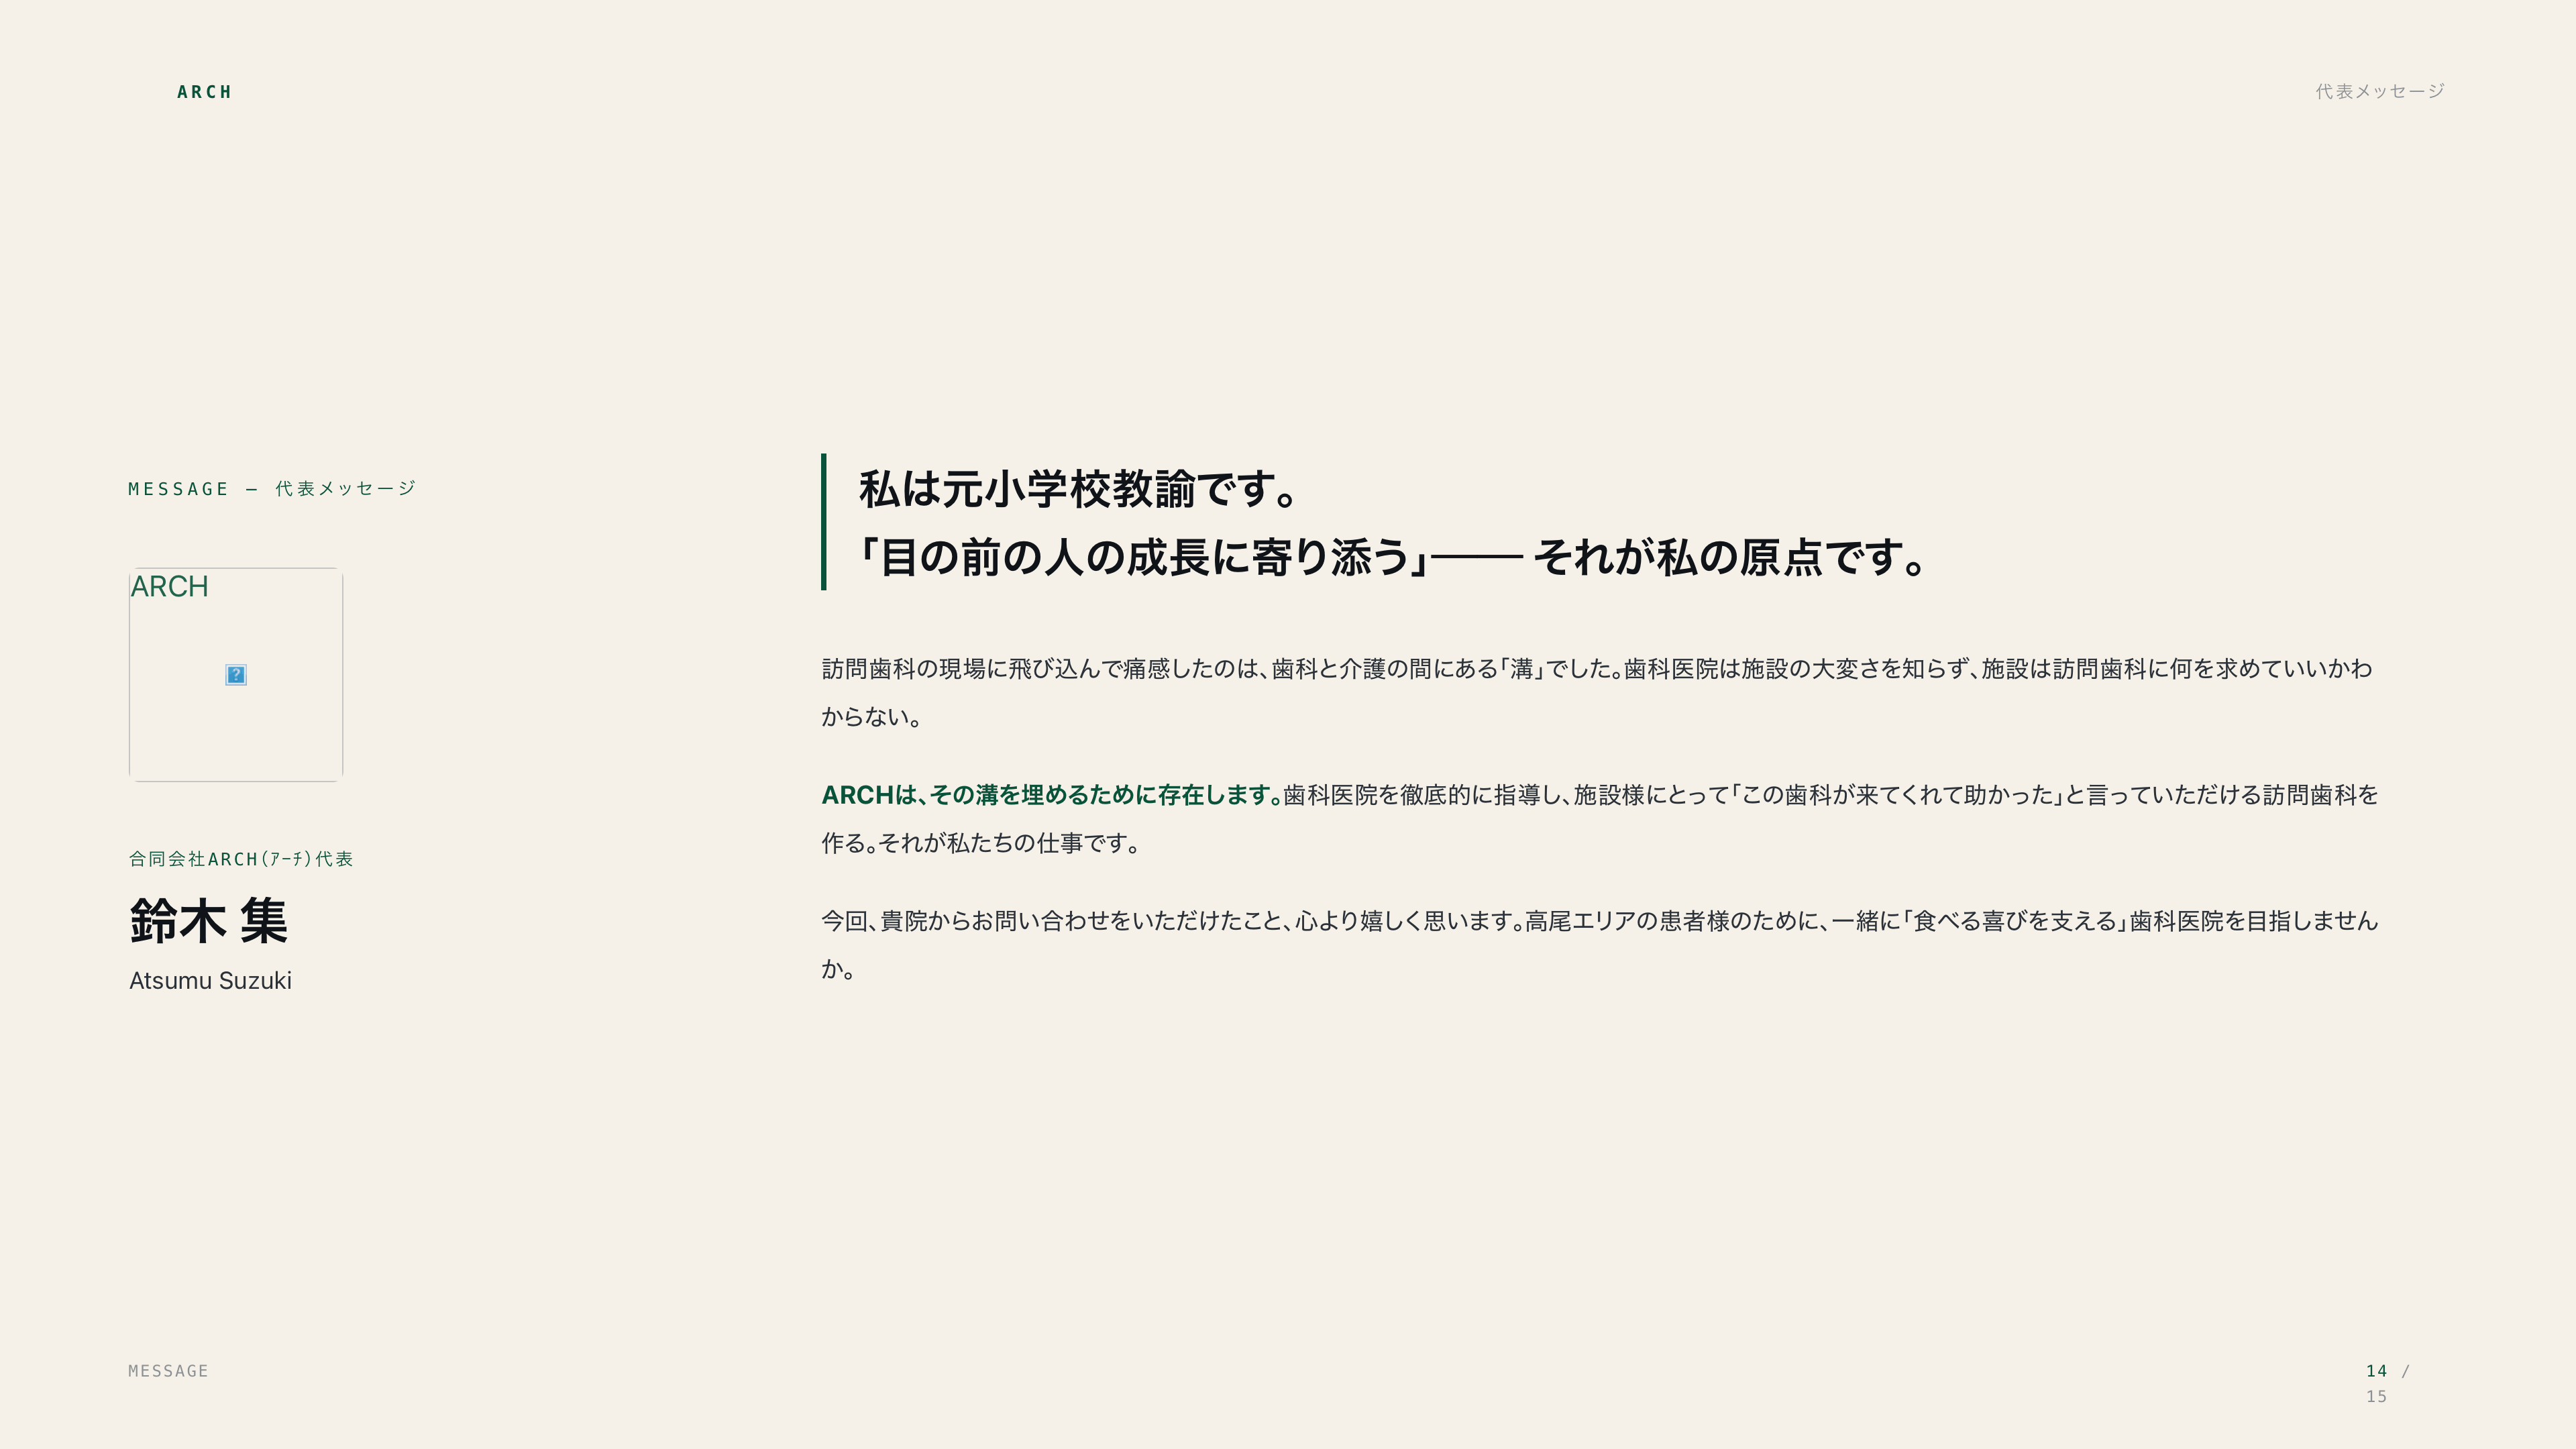 ARCH
代表メッセージ
MESSAGE — 代表メッセージ
ARCH
合同会社ARCH(ｱｰﾁ)代表
鈴木 集
Atsumu Suzuki
私は元小学校教諭です。
「目の前の人の成長に寄り添う」—— それが私の原点です。
訪問歯科の現場に飛び込んで痛感したのは、歯科と介護の間にある「溝」でした。歯科医院は施設の大変さを知らず、施設は訪問歯科に何を求めていいかわ
からない。
ARCHは、その溝を埋めるために存在します。歯科医院を徹底的に指導し、施設様にとって「この歯科が来てくれて助かった」と言っていただける訪問歯科を
作る。それが私たちの仕事です。
今回、貴院からお問い合わせをいただけたこと、心より嬉しく思います。高尾エリアの患者様のために、一緒に「食べる喜びを支える」歯科医院を目指しません
か。
MESSAGE
14 /
15